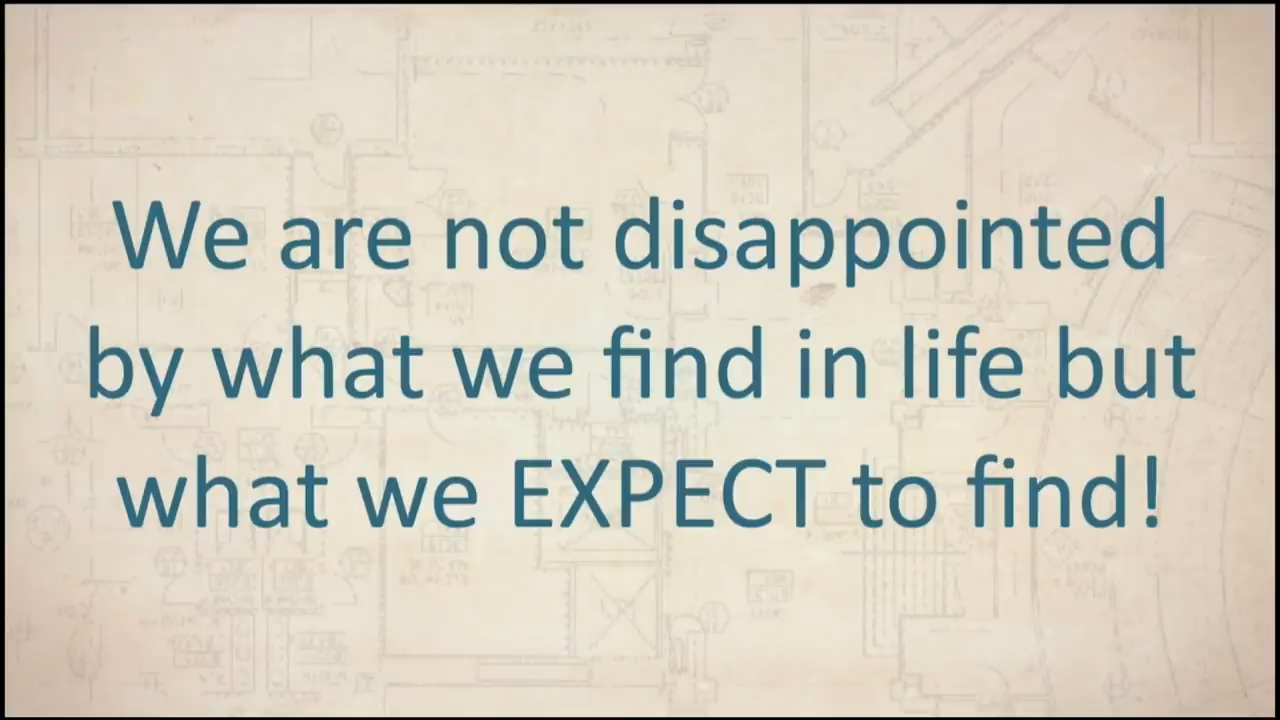 We are not disappointed
by what we find in life but
what we EXPECT to find!